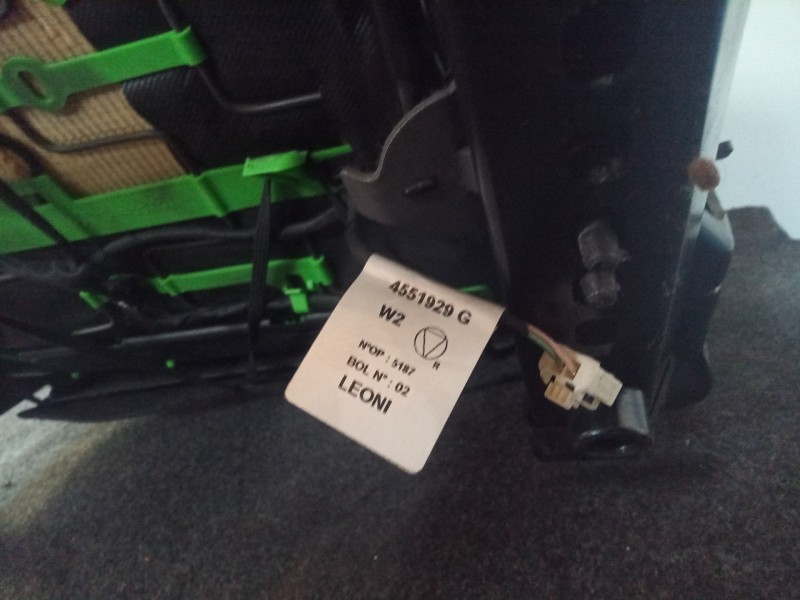 4551929 G
W2
R
N°OP : 5187
BOL N° : 02
LEONI